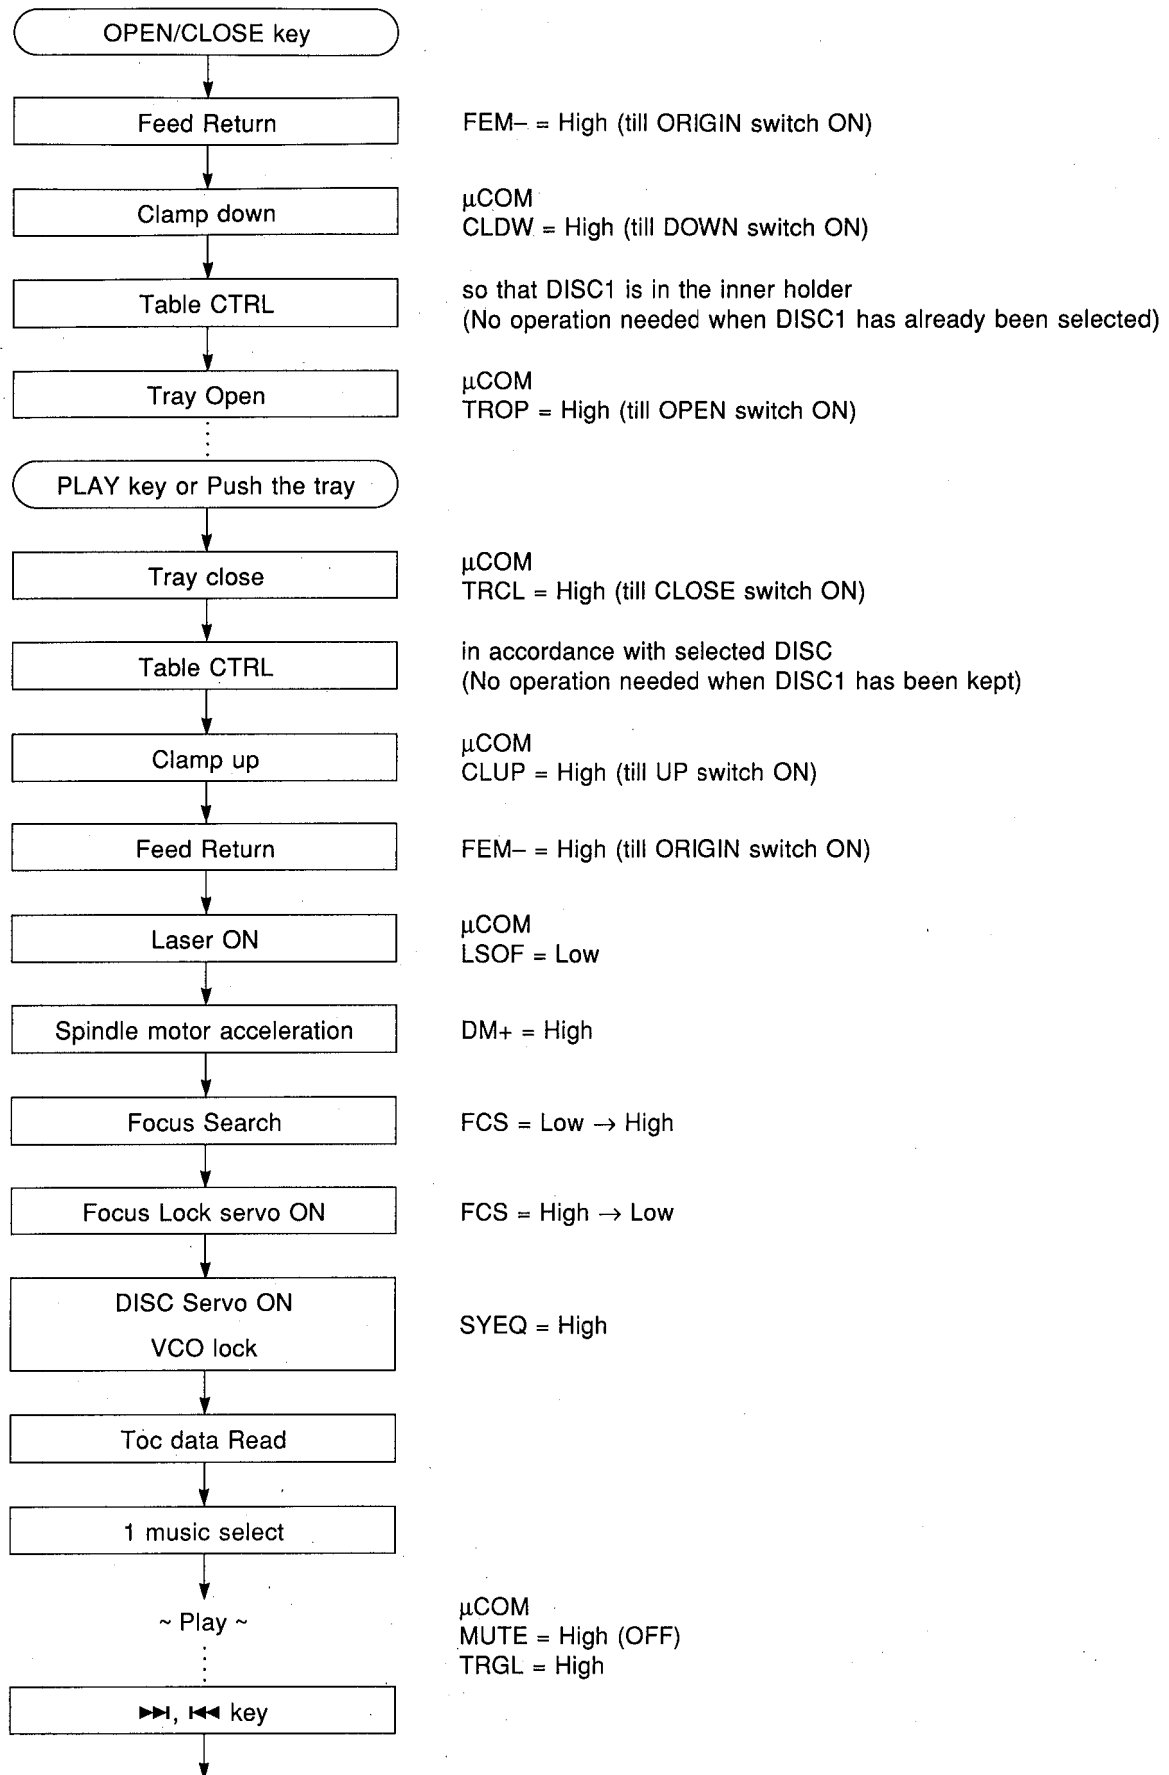 OPEN/CLOSE key
Feed Return
FEM– = High (till ORIGIN switch ON)
Clamp down
µCOM
CLDW = High (till DOWN switch ON)
Table CTRL
so that DISC1 is in the inner holder
(No operation needed when DISC1 has already been selected)
Tray Open
µCOM
TROP = High (till OPEN switch ON)
PLAY key or Push the tray
Tray close
µCOM
TRCL = High (till CLOSE switch ON)
Table CTRL
in accordance with selected DISC
(No operation needed when DISC1 has been kept)
Clamp up
µCOM
CLUP = High (till UP switch ON)
Feed Return
FEM– = High (till ORIGIN switch ON)
Laser ON
µCOM
LSOF = Low
Spindle motor acceleration
DM+ = High
Focus Search
FCS = Low → High
Focus Lock servo ON
FCS = High → Low
DISC Servo ON
VCO lock
SYEQ = High
Toc data Read
1 music select
~ Play ~
µCOM
MUTE = High (OFF)
TRGL = High
⏭, ⏮ key